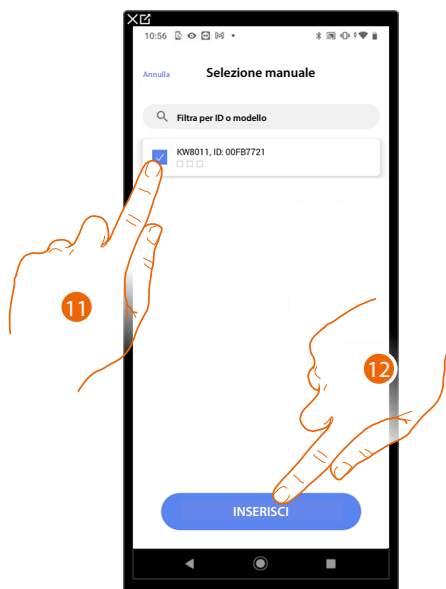 10:56
Annulla
Selezione manuale
Filtra per ID o modello
KW8011, ID: 00FB7721
11
12
INSERISCI